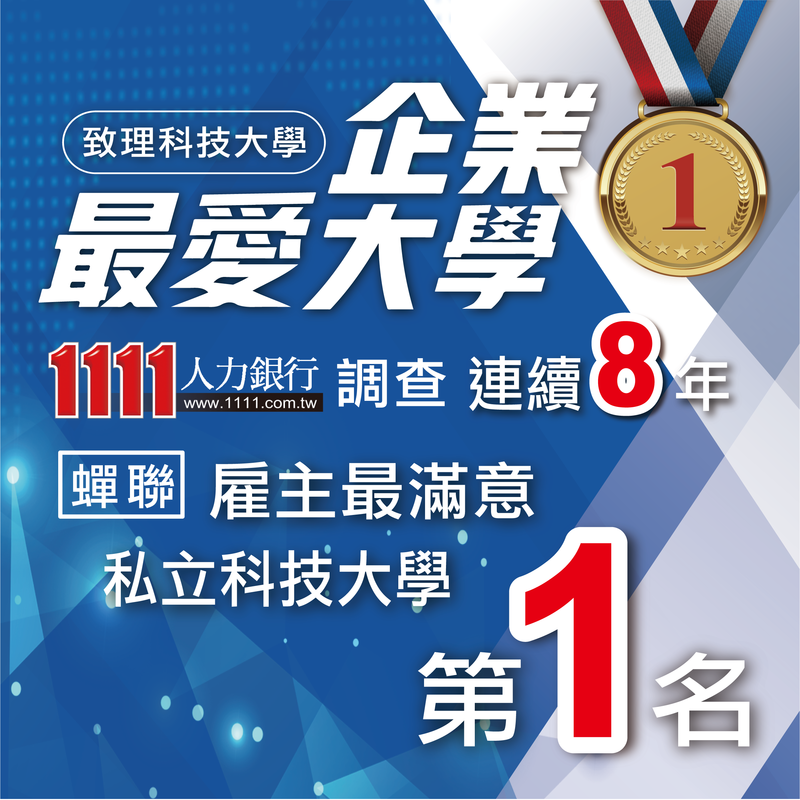 致理科技大學
企業
最愛大學
1
1111人力銀行 調查 連續8年
www.1111.com.tw
蟬聯 雇主最滿意
私立科技大學
第1名